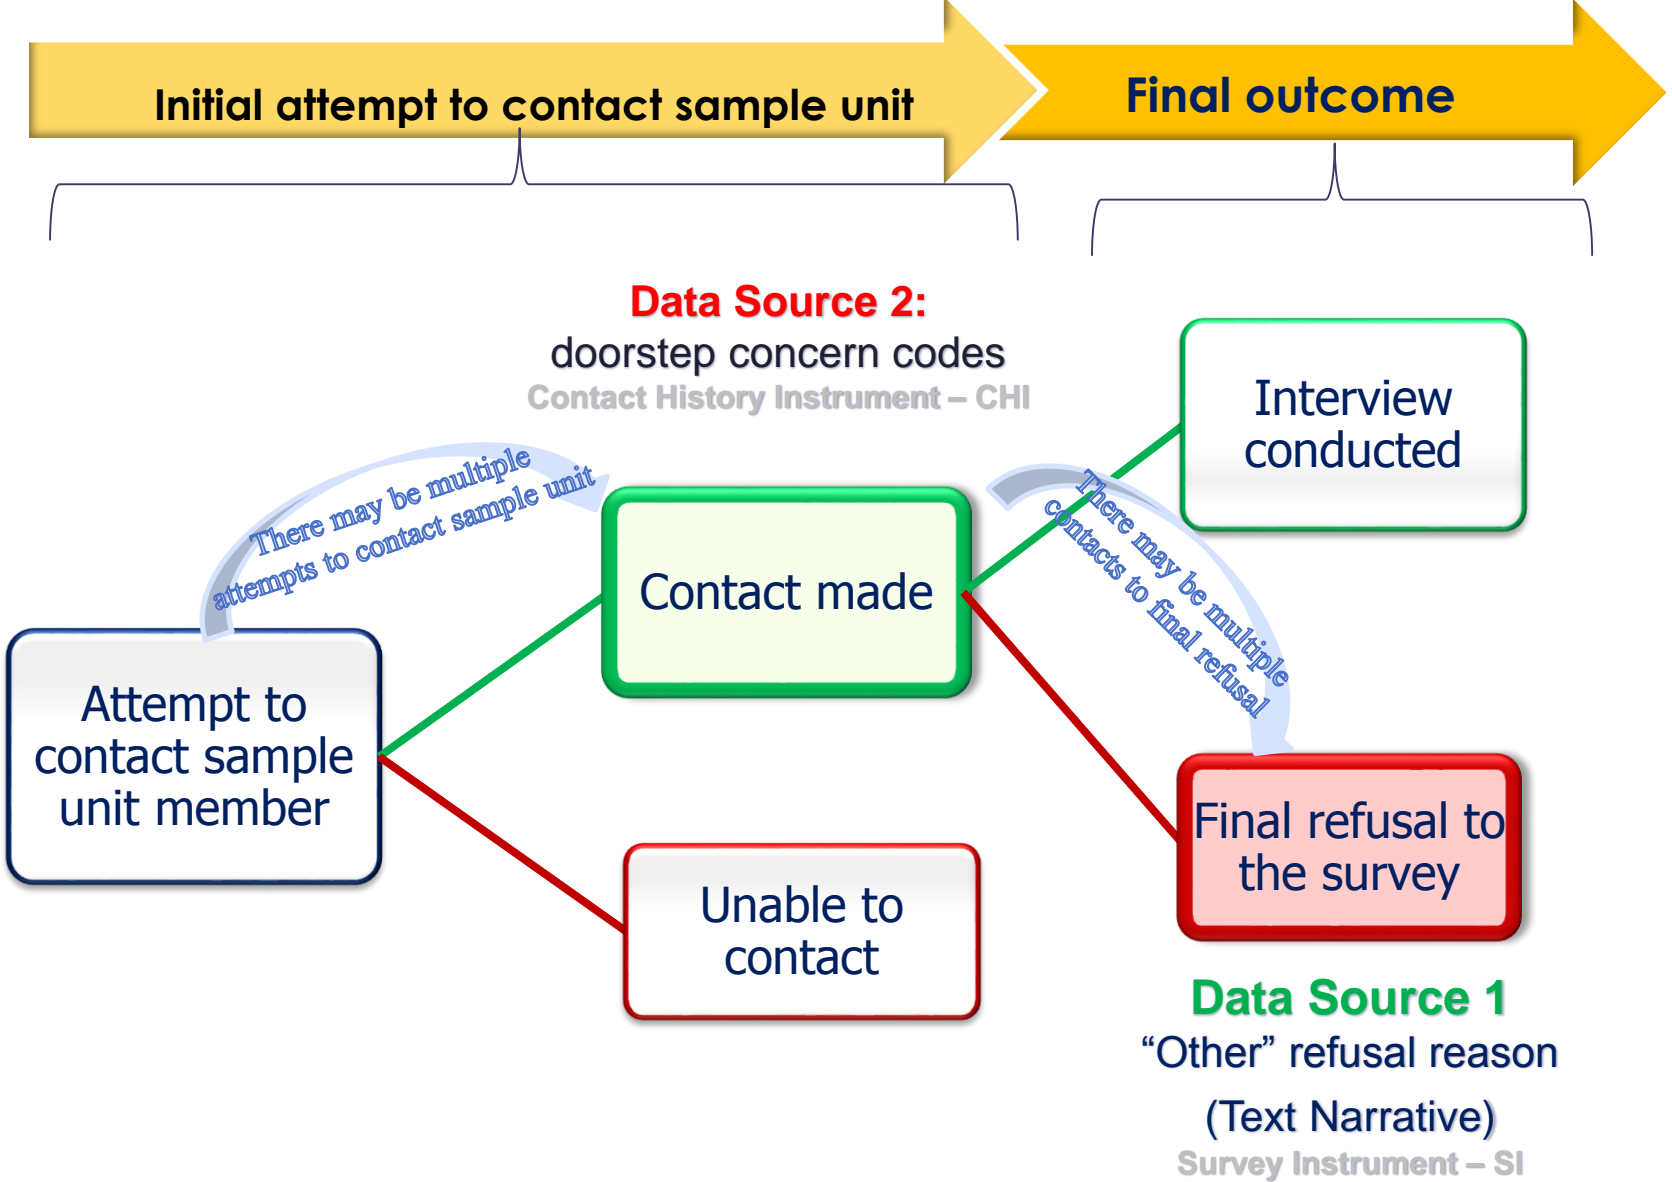 Initial attempt to contact sample unit
Final outcome
Data Source 2:
doorstep concern codes
Contact History Instrument – CHI
Interview
conducted
There may be multiple
attempts to contact sample unit
There may be multiple
contacts to final refusal
Contact made
Attempt to
contact sample
unit member
Final refusal to
the survey
Unable to
contact
Data Source 1
“Other” refusal reason
(Text Narrative)
Survey Instrument – SI